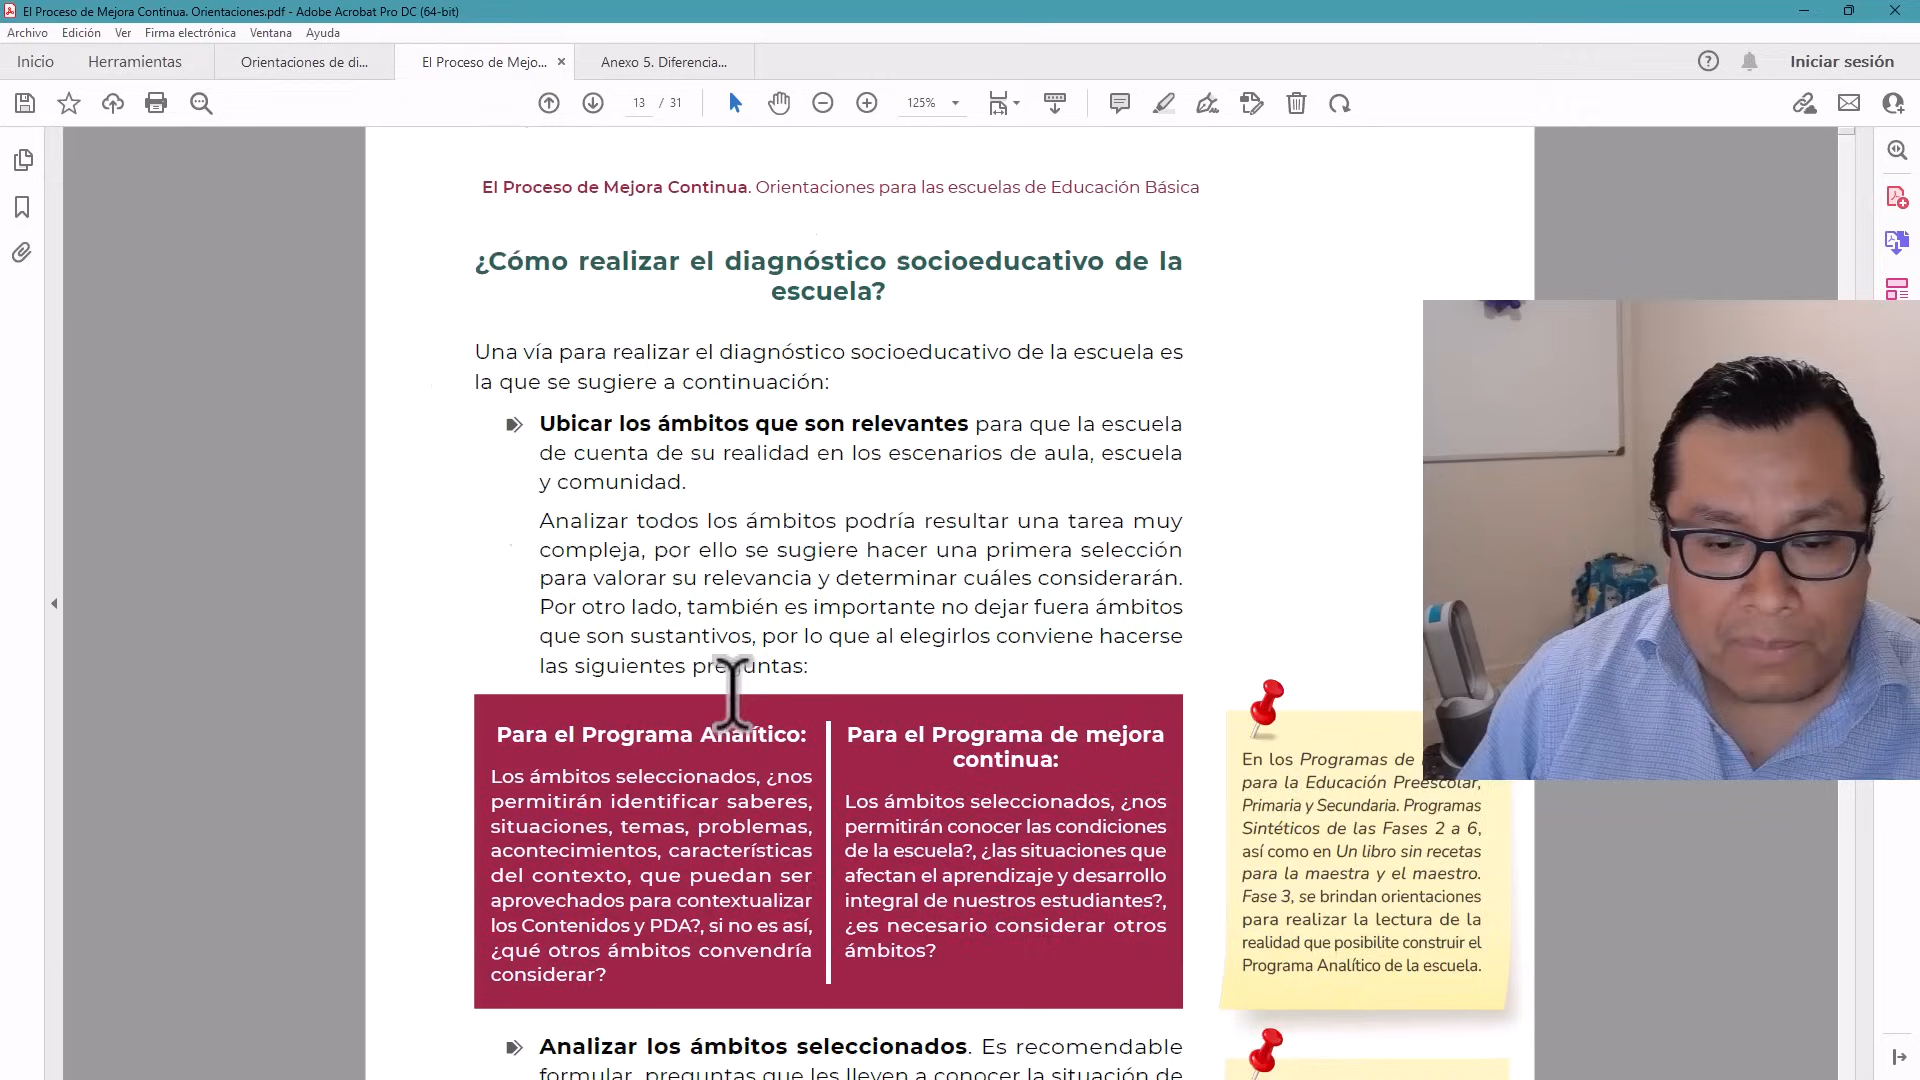 El Proceso de Mejora Continua. Orientaciones.pdf - Adobe Acrobat Pro DC (64-bit)
Archivo Edición Ver Firma electrónica Ventana Ayuda
Inicio Herramientas Orientaciones de di... El Proceso de Mejo... × Anexo 5. Diferencia... Iniciar sesión
13 / 31 125%
El Proceso de Mejora Continua. Orientaciones para las escuelas de Educación Básica
¿Cómo realizar el diagnóstico socioeducativo de la
escuela?
Una vía para realizar el diagnóstico socioeducativo de la escuela es
la que se sugiere a continuación:
Ubicar los ámbitos que son relevantes para que la escuela
de cuenta de su realidad en los escenarios de aula, escuela
y comunidad.
Analizar todos los ámbitos podría resultar una tarea muy
compleja, por ello se sugiere hacer una primera selección
para valorar su relevancia y determinar cuáles considerarán.
Por otro lado, también es importante no dejar fuera ámbitos
que son sustantivos, por lo que al elegirlos conviene hacerse
las siguientes preguntas:
Para el Programa Analítico:
Los ámbitos seleccionados, ¿nos
permitirán identificar saberes,
situaciones, temas, problemas,
acontecimientos, características
del contexto, que puedan ser
aprovechados para contextualizar
los Contenidos y PDA?, si no es así,
¿qué otros ámbitos convendría
considerar?
Para el Programa de mejora
continua:
Los ámbitos seleccionados, ¿nos
permitirán conocer las condiciones
de la escuela?, ¿las situaciones que
afectan el aprendizaje y desarrollo
integral de nuestros estudiantes?,
¿es necesario considerar otros
ámbitos?
En los Programas de
para la Educación Preescolar,
Primaria y Secundaria. Programas
Sintéticos de las Fases 2 a 6,
así como en Un libro sin recetas
para la maestra y el maestro.
Fase 3, se brindan orientaciones
para realizar la lectura de la
realidad que posibilite construir el
Programa Analítico de la escuela.
Analizar los ámbitos seleccionados. Es recomendable
formular preguntas que les lleven a conocer la situación de